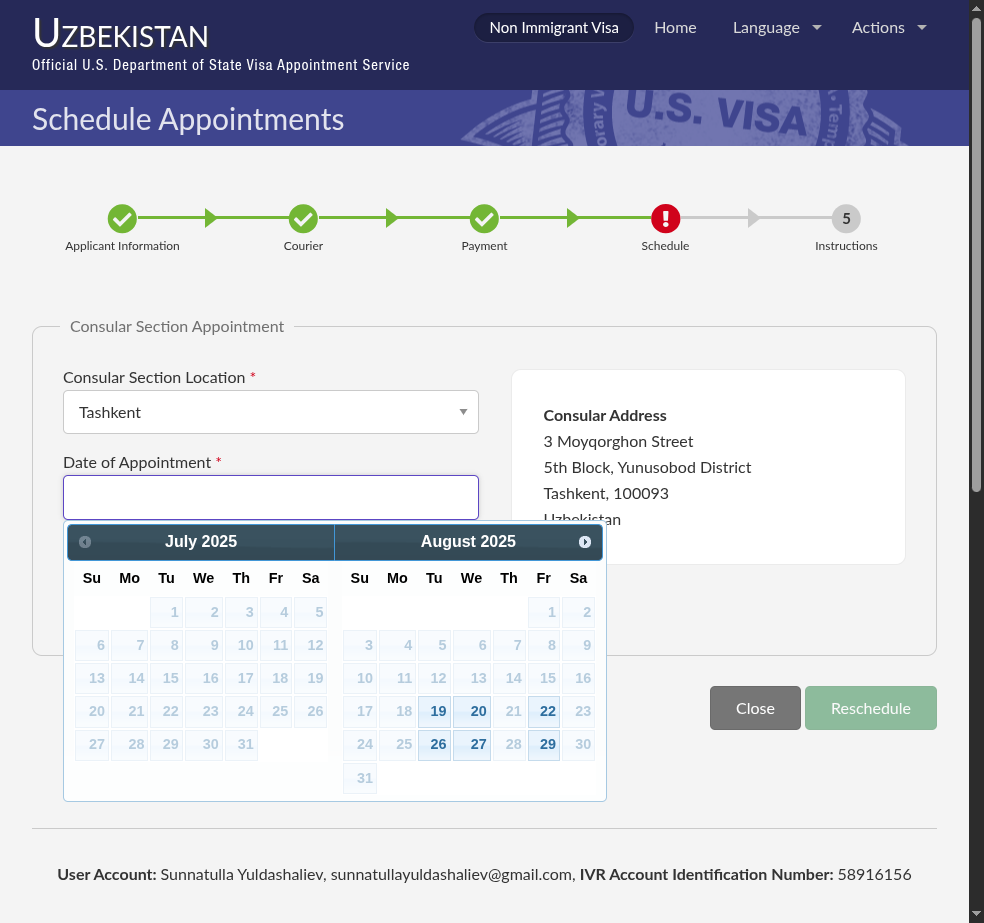 UZBEKISTAN
Official U.S. Department of State Visa Appointment Service
Non Immigrant Visa Home Language Actions
Schedule Appointments
U.S. VISA
Applicant Information Courier Payment Schedule 5 Instructions
Consular Section Appointment
Consular Section Location *
Tashkent
Date of Appointment *
Consular Address
3 Moyqorghon Street
5th Block, Yunusobod District
Tashkent, 100093
Uzbekistan
July 2025
Su Mo Tu We Th Fr Sa
1 2 3 4 5
6 7 8 9 10 11 12
13 14 15 16 17 18 19
20 21 22 23 24 25 26
27 28 29 30 31
August 2025
Su Mo Tu We Th Fr Sa
1 2
3 4 5 6 7 8 9
10 11 12 13 14 15 16
17 18 19 20 21 22 23
24 25 26 27 28 29 30
31
Close Reschedule
User Account: Sunnatulla Yuldashaliev, sunnatullayuldashaliev@gmail.com, IVR Account Identification Number: 58916156